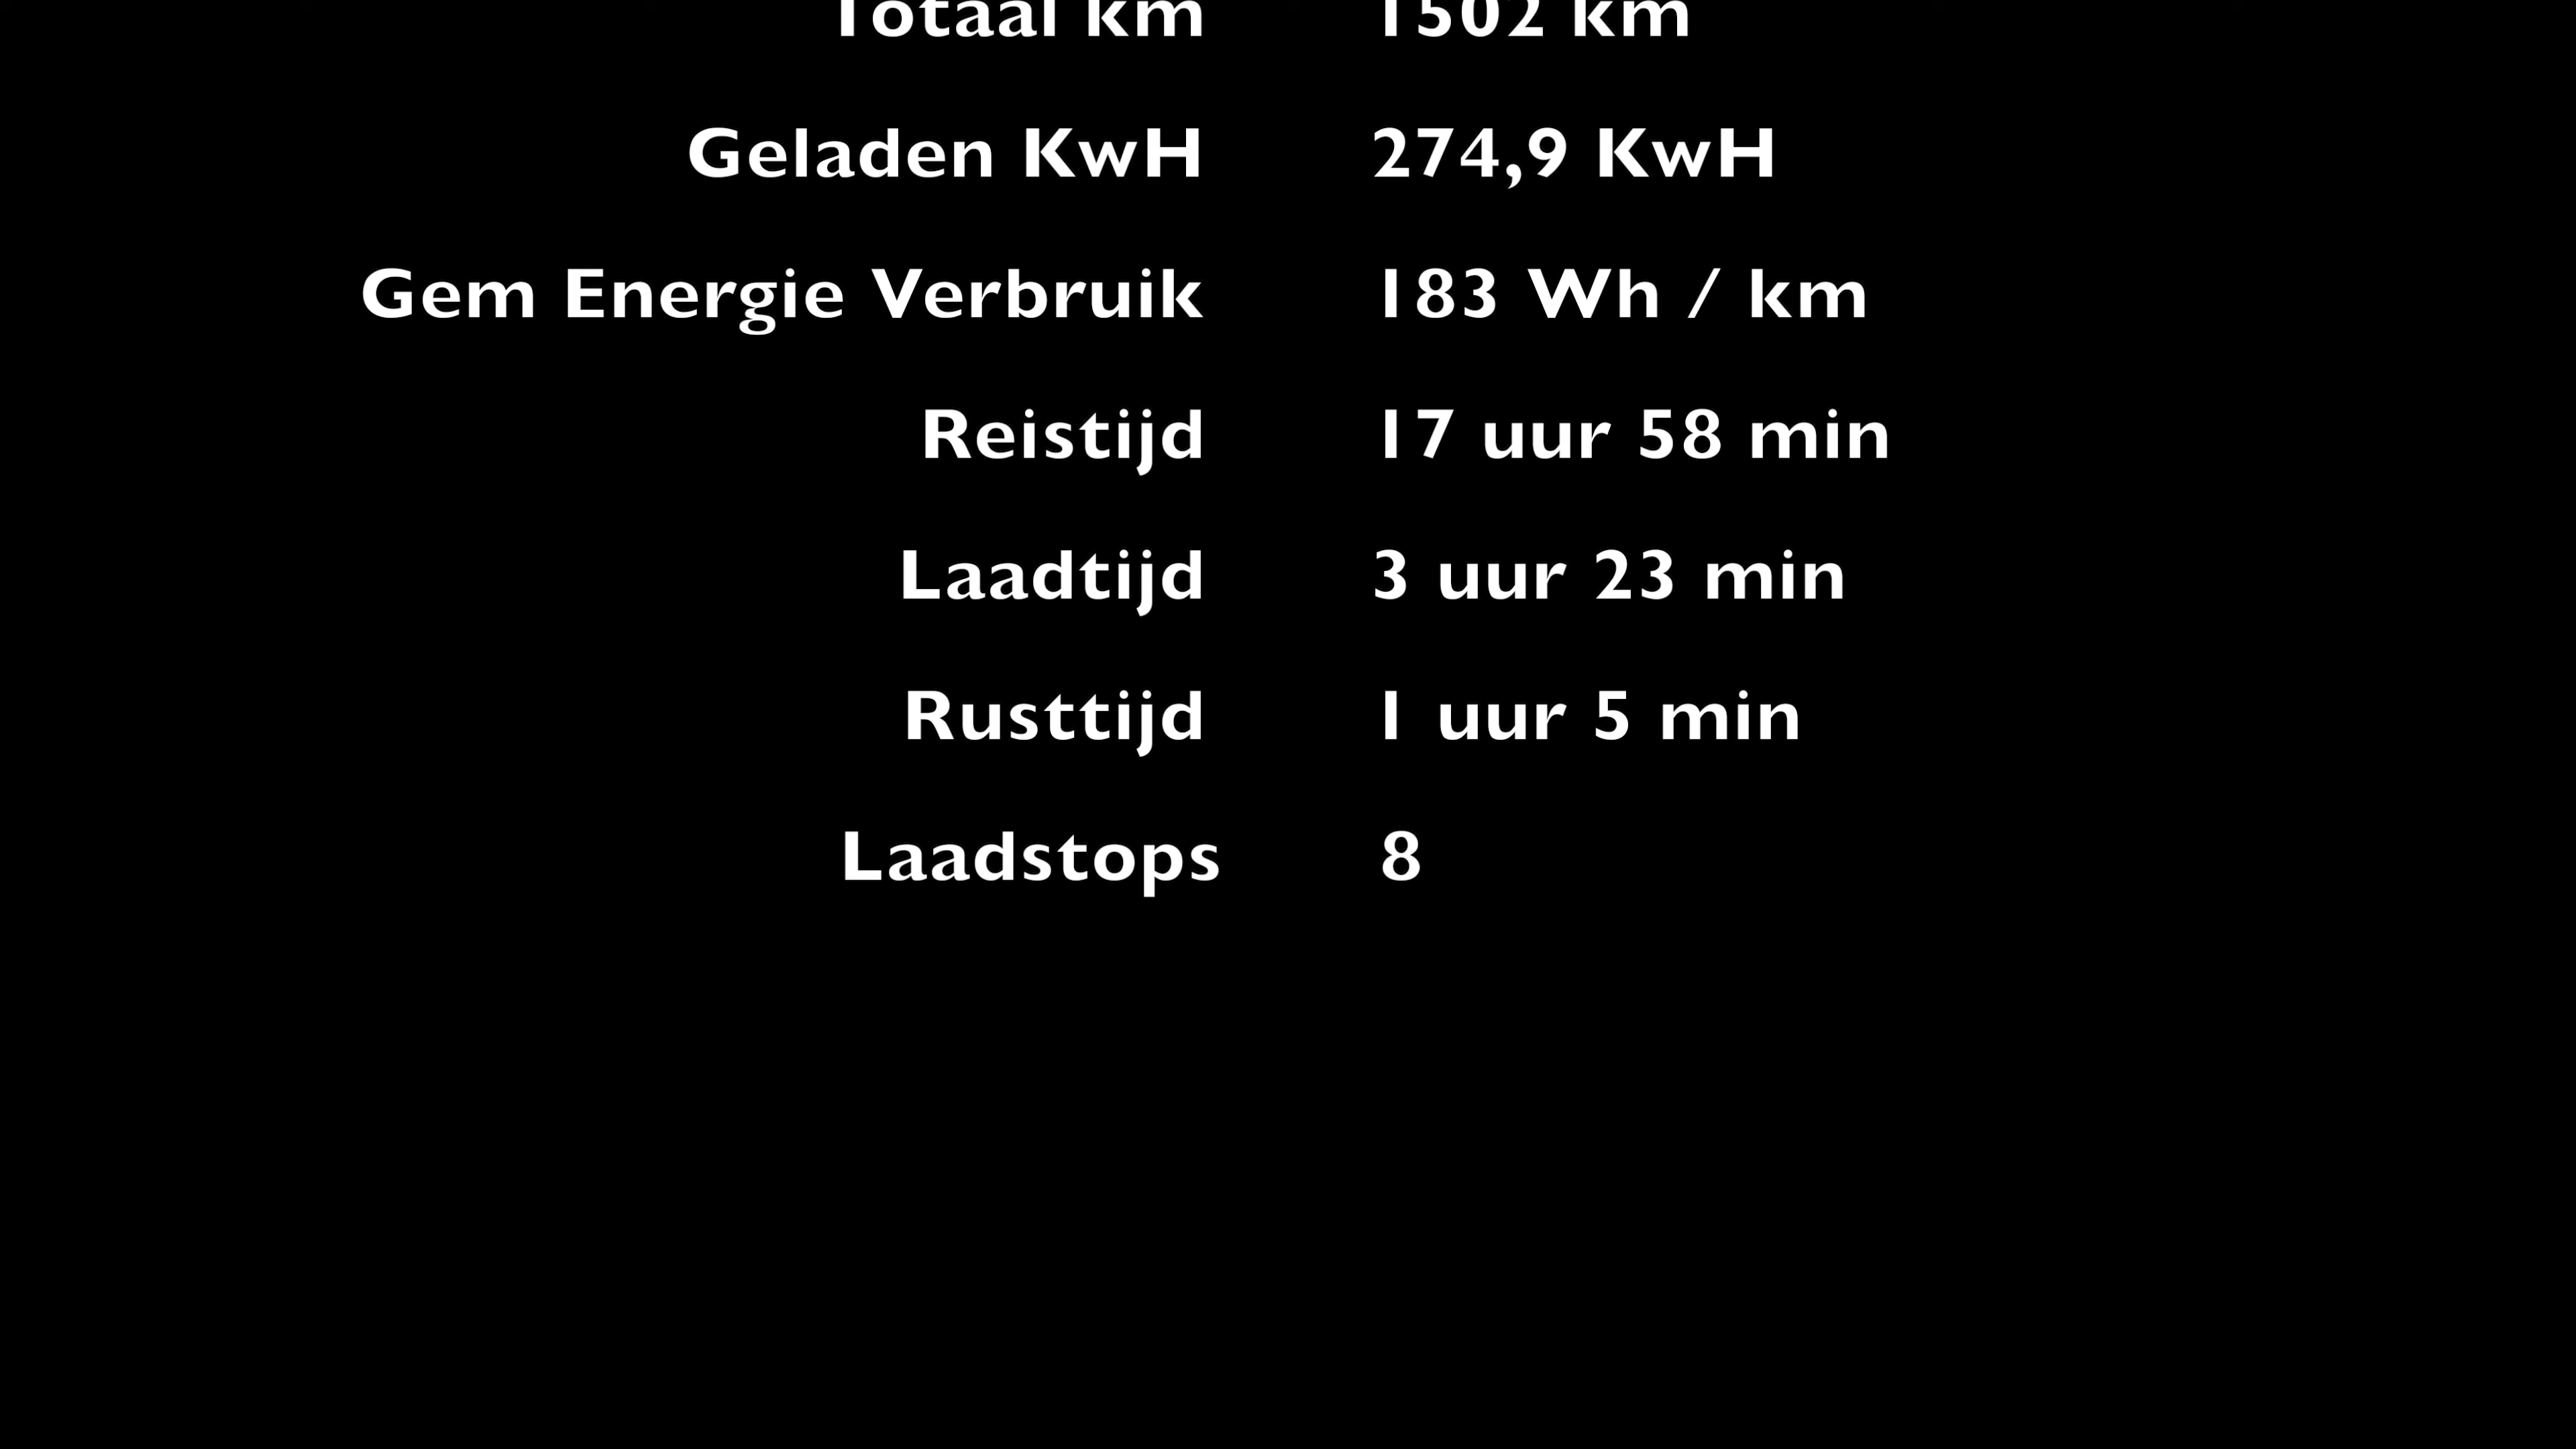 Totaal km 1502 km
Geladen KwH 274,9 KwH
Gem Energie Verbruik 183 Wh / km
Reistijd 17 uur 58 min
Laadtijd 3 uur 23 min
Rusttijd 1 uur 5 min
Laadstops 8